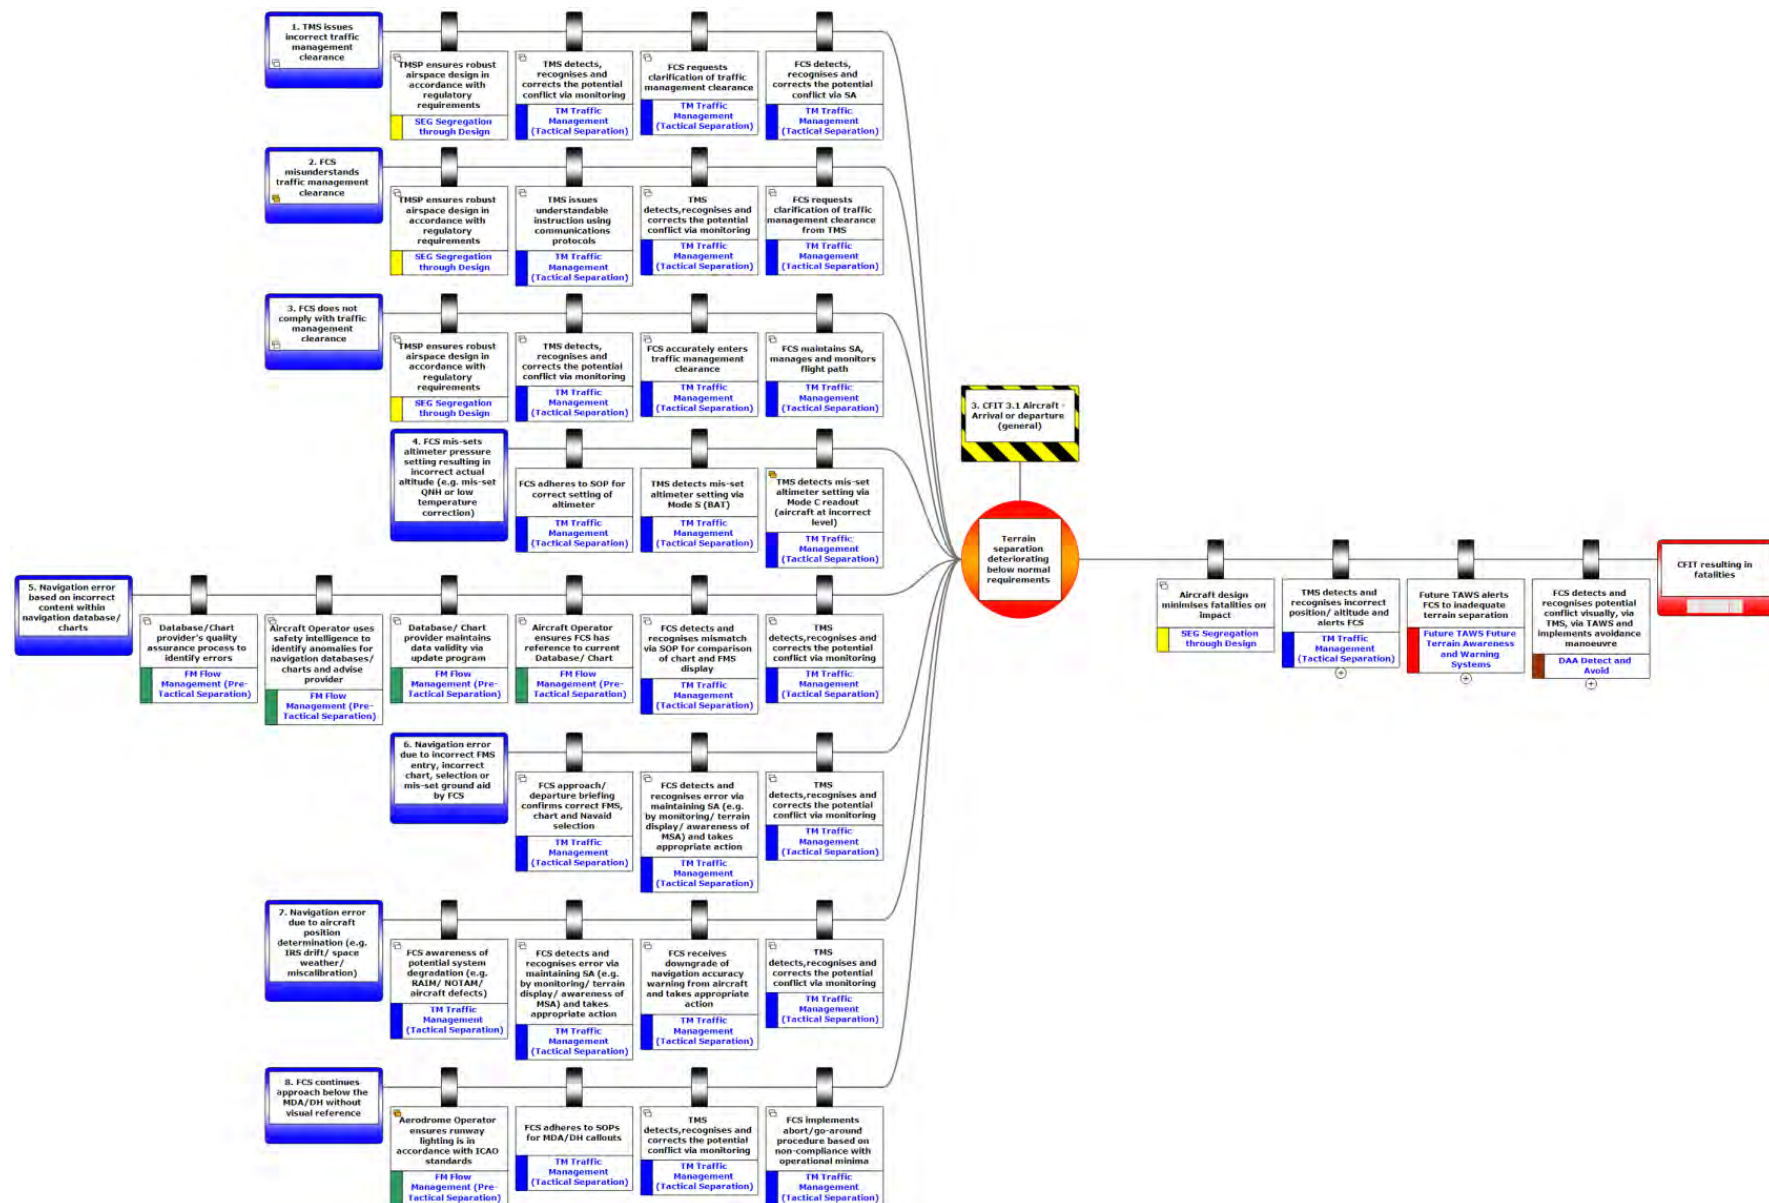 1. TMS issues
incorrect traffic
management
clearance
TMSP ensures robust
airspace design in
accordance with
regulatory
requirements
SEG Segregation
through Design
TMS detects,
recognises and
corrects the potential
conflict via monitoring
TM Traffic
Management
(Tactical Separation)
FCS requests
clarification of traffic
management clearance
TM Traffic
Management
(Tactical Separation)
FCS detects,
recognises and
corrects the potential
conflict via SA
TM Traffic
Management
(Tactical Separation)
2. FCS
misunderstands
traffic management
clearance
TMSP ensures robust
airspace design in
accordance with
regulatory
requirements
SEG Segregation
through Design
TMS issues
understandable
instruction using
communications
protocols
TM Traffic
Management
(Tactical Separation)
TMS
detects,recognises and
corrects the potential
conflict via monitoring
TM Traffic
Management
(Tactical Separation)
FCS requests
clarification of traffic
management clearance
from TMS
TM Traffic
Management
(Tactical Separation)
3. FCS does not
comply with traffic
management
clearance
TMSP ensures robust
airspace design in
accordance with
regulatory
requirements
SEG Segregation
through Design
TMS detects,
recognises and
corrects the potential
conflict via monitoring
TM Traffic
Management
(Tactical Separation)
FCS accurately enters
traffic management
clearance
TM Traffic
Management
(Tactical Separation)
FCS maintains SA,
manages and monitors
flight path
TM Traffic
Management
(Tactical Separation)
4. FCS mis-sets
altimeter pressure
setting resulting in
incorrect actual
altitude (e.g. mis-set
QNH or low
temperature
correction)
FCS adheres to SOP for
correct setting of
altimeter
TM Traffic
Management
(Tactical Separation)
TMS detects mis-set
altimeter setting via
Mode S (BAT)
TM Traffic
Management
(Tactical Separation)
TMS detects mis-set
altimeter setting via
Mode C readout
(aircraft at incorrect
level)
TM Traffic
Management
(Tactical Separation)
5. Navigation error
based on incorrect
content within
navigation database/
charts
Database/Chart
provider's quality
assurance process to
identify errors
FM Flow
Management (Pre-
Tactical Separation)
Aircraft Operator uses
safety intelligence to
identify anomalies for
navigation databases/
charts and advise
provider
FM Flow
Management (Pre-
Tactical Separation)
Database/ Chart
provider maintains
data validity via
update program
FM Flow
Management (Pre-
Tactical Separation)
Aircraft Operator
ensures FCS has
reference to current
Database/ Chart
FM Flow
Management (Pre-
Tactical Separation)
FCS detects and
recognises mismatch
via SOP for comparison
of chart and FMS
display
TM Traffic
Management
(Tactical Separation)
TMS
detects,recognises and
corrects the potential
conflict via monitoring
TM Traffic
Management
(Tactical Separation)
6. Navigation error
due to incorrect FMS
entry, incorrect
chart, selection or
mis-set ground aid
by FCS
FCS approach/
departure briefing
confirms correct FMS,
chart and Navaid
selection
TM Traffic
Management
(Tactical Separation)
FCS detects and
recognises error via
maintaining SA (e.g.
by monitoring/ terrain
display/ awareness of
MSA) and takes
appropriate action
TM Traffic
Management
(Tactical Separation)
TMS
detects,recognises and
corrects the potential
conflict via monitoring
TM Traffic
Management
(Tactical Separation)
7. Navigation error
due to aircraft
position
determination (e.g.
IRS drift/ space
weather/
miscalibration)
FCS awareness of
potential system
degradation (e.g.
RAIM/ NOTAM/
aircraft defects)
TM Traffic
Management
(Tactical Separation)
FCS detects and
recognises error via
maintaining SA (e.g.
by monitoring/ terrain
display/ awareness of
MSA) and takes
appropriate action
TM Traffic
Management
(Tactical Separation)
FCS receives
downgrade of
navigation accuracy
warning from aircraft
and takes appropriate
action
TM Traffic
Management
(Tactical Separation)
TMS
detects,recognises and
corrects the potential
conflict via monitoring
TM Traffic
Management
(Tactical Separation)
8. FCS continues
approach below the
MDA/DH without
visual reference
Aerodrome Operator
ensures runway
lighting is in
accordance with ICAO
standards
FM Flow
Management (Pre-
Tactical Separation)
FCS adheres to SOPs
for MDA/DH callouts
TM Traffic
Management
(Tactical Separation)
TMS
detects,recognises and
corrects the potential
conflict via monitoring
TM Traffic
Management
(Tactical Separation)
FCS implements
abort/go-around
procedure based on
non-compliance with
operational minima
TM Traffic
Management
(Tactical Separation)
3. CFIT 3.1 Aircraft -
Arrival or departure
(general)
Terrain
separation
deteriorating
below normal
requirements
Aircraft design
minimises fatalities on
impact
SEG Segregation
through Design
TMS detects and
recognises incorrect
position/ altitude and
alerts FCS
TM Traffic
Management
(Tactical Separation)
Future TAWS alerts
FCS to inadequate
terrain separation
Future TAWS Future
Terrain Awareness
and Warning
Systems
FCS detects and
recognises potential
conflict visually, via
TMS, via TAWS and
implements avoidance
manoeuvre
DAA Detect and
Avoid
CFIT resulting in
fatalities